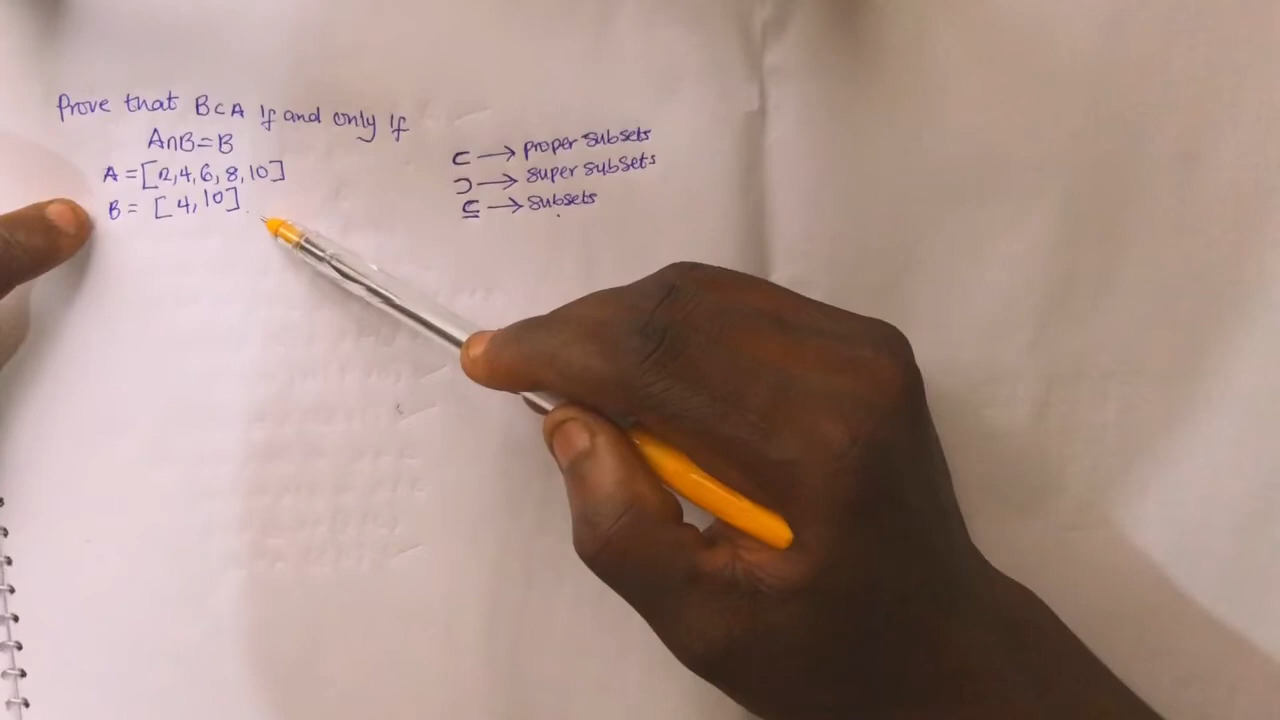 Prove that B⊂A If and only If
A∩B=B
A=[2,4,6,8,10]
B= [4,10]
⊂→proper subsets
⊃→super subsets
⊆→subsets